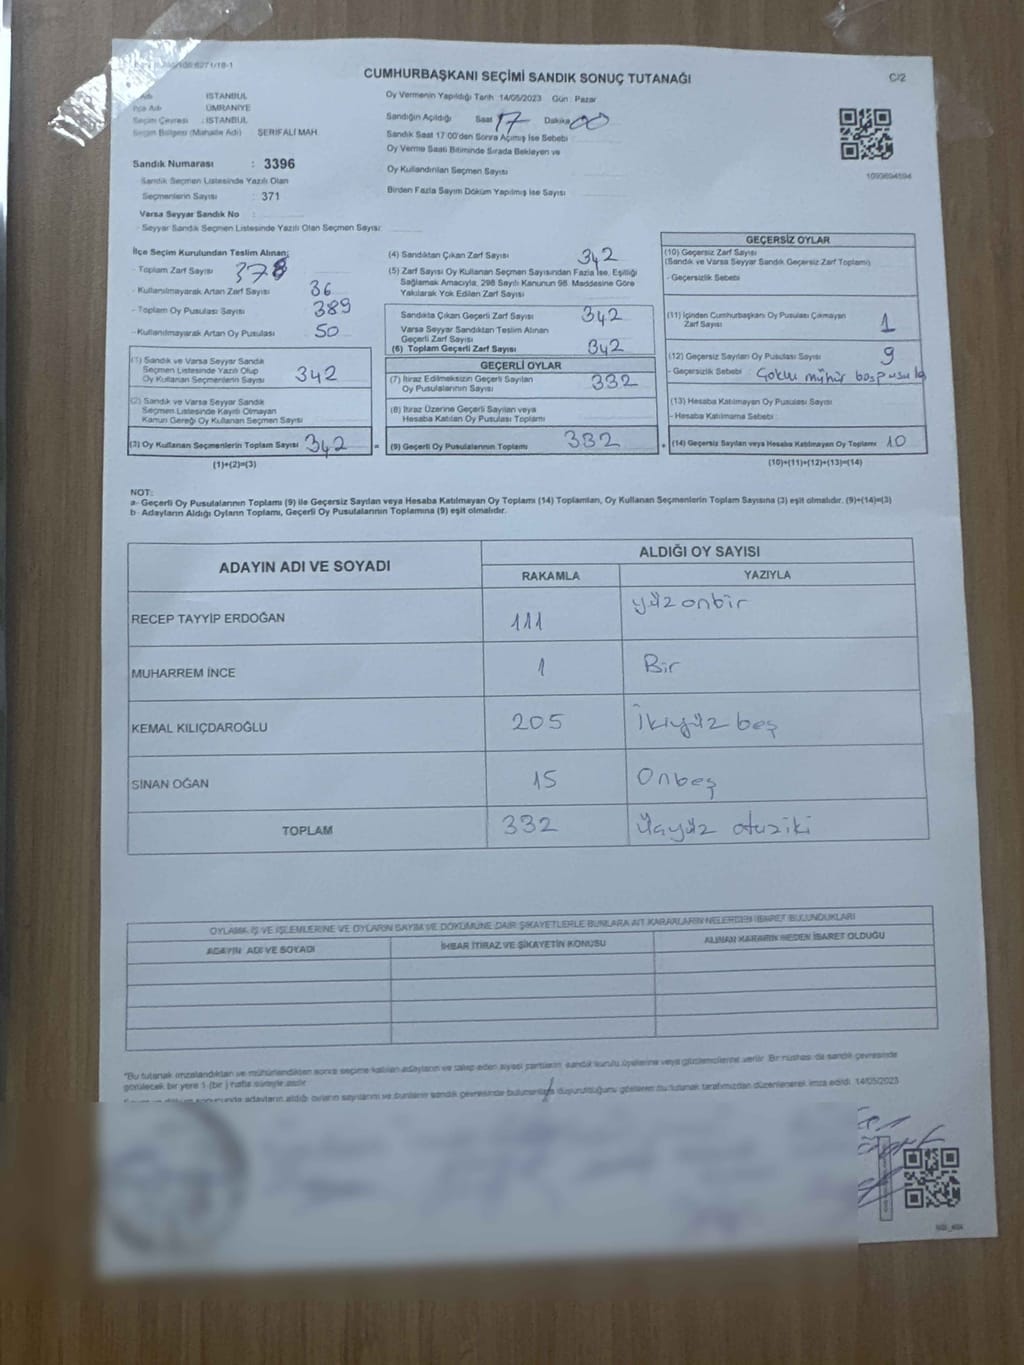 CUMHURBAŞKANI SEÇİMİ SANDIK SONUÇ TUTANAĞI
C/2
İSTANBUL
İlçe Adı ÜMRANİYE
Seçim Çevresi : İSTANBUL
Seçim Bölgesi (Mahalle Adı) ŞERİFALİ MAH.
Sandık Numarası : 3396
Sandık Seçmen Listesinde Yazılı Olan
Seçmenlerin Sayısı : 371
Varsa Seyyar Sandık No :
Seyyar Sandık Seçmen Listesinde Yazılı Olan Seçmen Sayısı:
Oy Vermenin Yapıldığı Tarih 14/05/2023 Gün : Pazar
Sandığın Açıldığı Saat 17 Dakika 00
Sandık Saat 17:00'den Sonra Açmış İse Sebebi :
Oy Verme Saati Bitiminde Sırada Bekleyen ve
Oy Kullandırılan Seçmen Sayısı
Birden Fazla Sayım Döküm Yapılmış İse Sayısı
1093694594
İlçe Seçim Kurulundan Teslim Alınan;
- Toplam Zarf Sayısı 378
- Kullanılmayarak Artan Zarf Sayısı 36
- Toplam Oy Pusulası Sayısı 389
- Kullanılmayarak Artan Oy Pusulası 50
(1) Sandık ve Varsa Seyyar Sandık
Seçmen Listesinde Yazılı Olup
Oy Kullanan Seçmenlerin Sayısı 342
(2) Sandık ve Varsa Seyyar Sandık
Seçmen Listesinde Kayıtlı Olmayan
Kanun Gereği Oy Kullanan Seçmen Sayısı
(3) Oy Kullanan Seçmenlerin Toplam Sayısı 342 =
(1)+(2)=(3)
(4) Sandıktan Çıkan Zarf Sayısı 342
(5) Zarf Sayısı Oy Kullanan Seçmen Sayısından Fazla İse, Eşitliği
Sağlamak Amacıyla, 298 Sayılı Kanunun 98. Maddesine Göre
Yakılarak Yok Edilen Zarf Sayısı
Sandıkta Çıkan Geçerli Zarf Sayısı 342
Varsa Seyyar Sandıktan Teslim Alınan
Geçerli Zarf Sayısı
(6) Toplam Geçerli Zarf Sayısı 342
GEÇERLİ OYLAR
(7) İtiraz Edilmeksizin Geçerli Sayılan
Oy Pusulalarının Sayısı 332
(8) İtiraz Üzerine Geçerli Sayılan veya
Hesaba Katılan Oy Pusulası Toplamı
(9) Geçerli Oy Pusulalarının Toplamı 332 +
GEÇERSİZ OYLAR
(10) Geçersiz Zarf Sayısı
(Sandık ve Varsa Seyyar Sandık Geçersiz Zarf Toplamı)
- Geçersizlik Sebebi :
(11) İçinden Cumhurbaşkanı Oy Pusulası Çıkmayan
Zarf Sayısı 1
(12) Geçersiz Sayılan Oy Pusulası Sayısı 9
- Geçersizlik Sebebi : Çoklu mühür boş pusula
(13) Hesaba Katılmayan Oy Pusulası Sayısı
- Hesaba Katılmama Sebebi :
(14) Geçersiz Sayılan veya Hesaba Katılmayan Oy Toplamı 10
(10)+(11)+(12)+(13)=(14)
NOT:
a- Geçerli Oy Pusulalarının Toplamı (9) ile Geçersiz Sayılan veya Hesaba Katılmayan Oy Toplamı (14) Toplamları, Oy Kullanan Seçmenlerin Toplam Sayısına (3) eşit olmalıdır. (9)+(14)=(3)
b- Adayların Aldığı Oyların Toplamı, Geçerli Oy Pusulalarının Toplamına (9) eşit olmalıdır.
ADAYIN ADI VE SOYADI
ALDIĞI OY SAYISI
RAKAMLA YAZIYLA
RECEP TAYYİP ERDOĞAN 111 yüz onbir
MUHARREM İNCE 1 Bir
KEMAL KILIÇDAROĞLU 205 İkiyüz beş
SİNAN OĞAN 15 Onbeş
TOPLAM 332 üçyüz otuziki
OYLAMA İŞ VE İŞLEMLERİNE VE OYLARIN SAYIM VE DÖKÜMÜNE DAİR ŞİKAYETLERLE BUNLARA AİT KARARLARIN NELERDEN İBARET BULUNDUKLARI
ADAYIN ADI VE SOYADI
İHBAR İTİRAZ VE ŞİKAYETİN KONUSU
ALINAN KARARIN NEDEN İBARET OLDUĞU
"Bu tutanak imzalandıktan ve mühürlendikten sonra seçime katılan adayların ve talep eden siyasi partilerin sandık kurulu üyelerine veya gözlemcilerine verilir. Bir nüshası da sandık çevresinde
görülecek bir yere 1 (bir) hafta süreyle asılır.
adayların aldığı oyların sayılarını ve bunların sandık çevresinde bulunanlara duyurulduğunu gösteren bu tutanak tarafımızdan düzenlenerek imza edildi. 14/05/2023